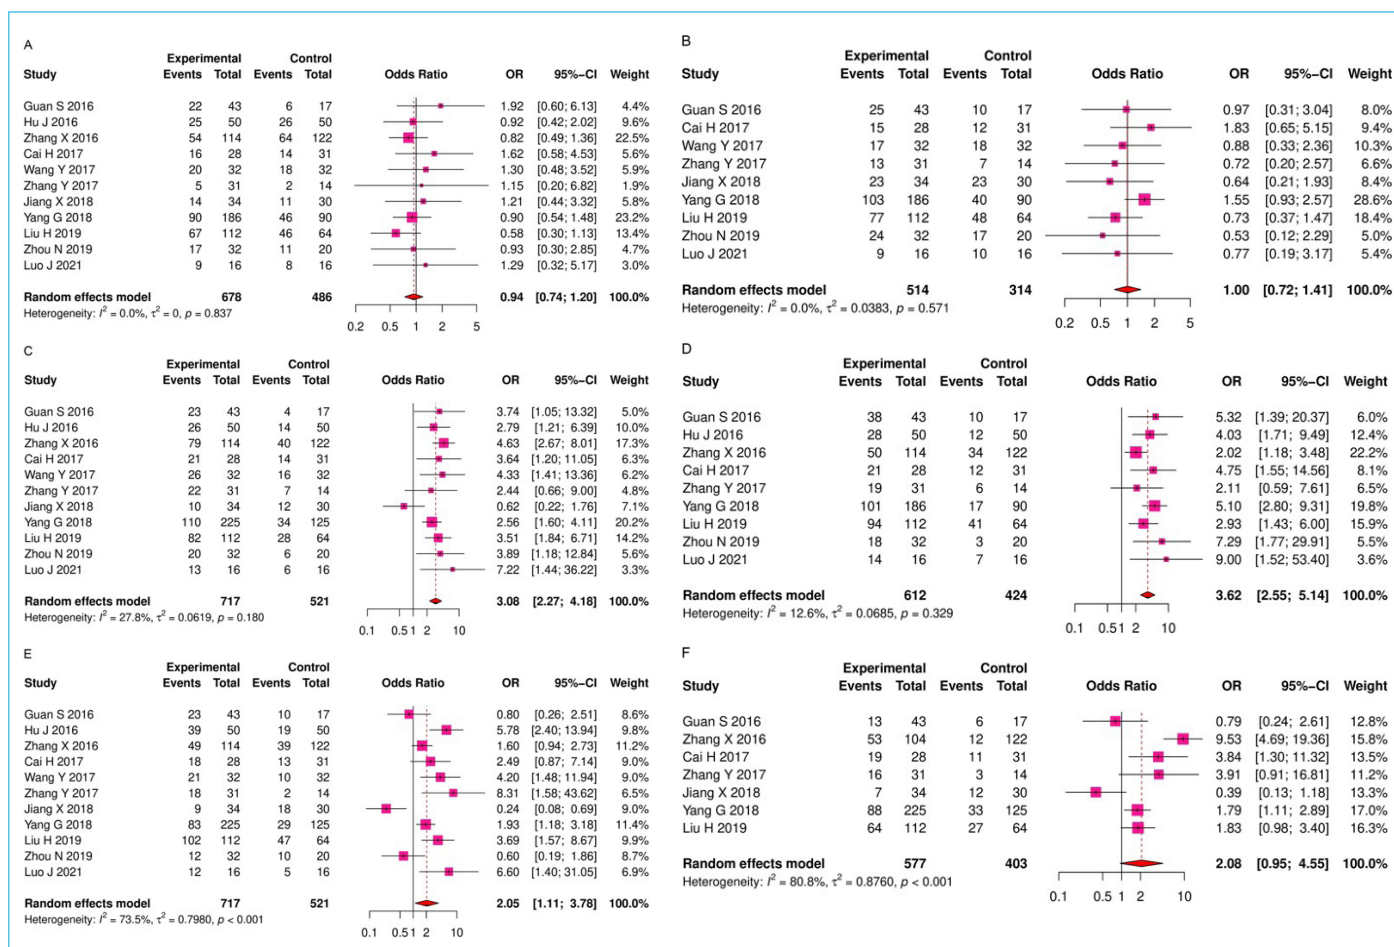 A
Experimental Control
Study Events Total Events Total Odds Ratio OR 95%−CI Weight
Guan S 2016 22 43 6 17 1.92 [0.60; 6.13] 4.4%
Hu J 2016 25 50 26 50 0.92 [0.42; 2.02] 9.6%
Zhang X 2016 54 114 64 122 0.82 [0.49; 1.36] 22.5%
Cai H 2017 16 28 14 31 1.62 [0.58; 4.53] 5.6%
Wang Y 2017 20 32 18 32 1.30 [0.48; 3.52] 5.9%
Zhang Y 2017 5 31 2 14 1.15 [0.20; 6.82] 1.9%
Jiang X 2018 14 34 11 30 1.21 [0.44; 3.32] 5.8%
Yang G 2018 90 186 46 90 0.90 [0.54; 1.48] 23.2%
Liu H 2019 67 112 46 64 0.58 [0.30; 1.13] 13.4%
Zhou N 2019 17 32 11 20 0.93 [0.30; 2.85] 4.7%
Luo J 2021 9 16 8 16 1.29 [0.32; 5.17] 3.0%
Random effects model 678 486 0.94 [0.74; 1.20] 100.0%
Heterogeneity: I² = 0.0%, τ² = 0, p = 0.837
0.2 0.5 1 2 5
B
Experimental Control
Study Events Total Events Total Odds Ratio OR 95%−CI Weight
Guan S 2016 25 43 10 17 0.97 [0.31; 3.04] 8.0%
Cai H 2017 15 28 12 31 1.83 [0.65; 5.15] 9.4%
Wang Y 2017 17 32 18 32 0.88 [0.33; 2.36] 10.3%
Zhang Y 2017 13 31 7 14 0.72 [0.20; 2.57] 6.2%
Jiang X 2018 23 34 23 30 0.64 [0.21; 1.93] 8.4%
Yang G 2018 103 186 40 90 1.55 [0.93; 2.57] 28.6%
Liu H 2019 77 112 48 64 0.73 [0.37; 1.47] 18.4%
Zhou N 2019 24 32 17 20 0.53 [0.12; 2.29] 5.0%
Luo J 2021 9 16 10 16 0.77 [0.19; 3.17] 5.4%
Random effects model 514 314 1.00 [0.72; 1.41] 100.0%
Heterogeneity: I² = 0.0%, τ² = 0.0383, p = 0.571
0.2 0.5 1 2 5
C
Experimental Control
Study Events Total Events Total Odds Ratio OR 95%−CI Weight
Guan S 2016 23 43 4 17 3.74 [1.05; 13.32] 5.0%
Hu J 2016 26 50 14 50 2.79 [1.21; 6.39] 10.0%
Zhang X 2016 79 114 40 122 4.63 [2.67; 8.01] 17.3%
Cai H 2017 21 28 14 31 3.64 [1.20; 11.05] 6.3%
Wang Y 2017 26 32 16 32 4.33 [1.41; 13.36] 6.2%
Zhang Y 2017 22 31 7 14 2.44 [0.66; 9.00] 4.8%
Jiang X 2018 10 34 12 30 0.62 [0.22; 1.76] 7.1%
Yang G 2018 110 225 34 125 2.56 [1.60; 4.11] 20.2%
Liu H 2019 82 112 28 64 3.51 [1.84; 6.71] 14.2%
Zhou N 2019 20 32 6 20 3.89 [1.18; 12.84] 5.6%
Luo J 2021 13 16 6 16 7.22 [1.44; 36.22] 3.3%
Random effects model 717 521 3.08 [2.27; 4.18] 100.0%
Heterogeneity: I² = 27.8%, τ² = 0.0619, p = 0.180
0.1 0.5 1 2 10
D
Experimental Control
Study Events Total Events Total Odds Ratio OR 95%−CI Weight
Guan S 2016 38 43 10 17 5.32 [1.39; 20.37] 6.0%
Hu J 2016 28 50 12 50 4.03 [1.71; 9.49] 12.4%
Zhang X 2016 50 114 34 122 2.02 [1.18; 3.48] 22.2%
Cai H 2017 21 28 12 31 4.75 [1.55; 14.56] 8.1%
Zhang Y 2017 19 31 6 14 2.11 [0.59; 7.61] 6.5%
Yang G 2018 101 186 17 90 5.10 [2.80; 9.31] 19.8%
Liu H 2019 94 112 41 64 2.93 [1.43; 6.00] 15.9%
Zhou N 2019 18 32 3 20 7.29 [1.77; 29.91] 5.5%
Luo J 2021 14 16 7 16 9.00 [1.52; 53.40] 3.6%
Random effects model 612 424 3.62 [2.55; 5.14] 100.0%
Heterogeneity: I² = 12.6%, τ² = 0.0685, p = 0.329
0.1 0.5 1 2 10
E
Experimental Control
Study Events Total Events Total Odds Ratio OR 95%−CI Weight
Guan S 2016 23 43 10 17 0.80 [0.26; 2.51] 8.6%
Hu J 2016 39 50 19 50 5.78 [2.40; 13.94] 9.8%
Zhang X 2016 49 114 39 122 1.60 [0.94; 2.73] 11.2%
Cai H 2017 18 28 13 31 2.49 [0.87; 7.14] 9.0%
Wang Y 2017 21 32 10 32 4.20 [1.48; 11.94] 9.0%
Zhang Y 2017 18 31 2 14 8.31 [1.58; 43.62] 6.5%
Jiang X 2018 9 34 18 30 0.24 [0.08; 0.69] 9.0%
Yang G 2018 83 225 29 125 1.93 [1.18; 3.18] 11.4%
Liu H 2019 102 112 47 64 3.69 [1.57; 8.67] 9.9%
Zhou N 2019 12 32 10 20 0.60 [0.19; 1.86] 8.7%
Luo J 2021 12 16 5 16 6.60 [1.40; 31.05] 6.9%
Random effects model 717 521 2.05 [1.11; 3.78] 100.0%
Heterogeneity: I² = 73.5%, τ² = 0.7980, p < 0.001
0.1 0.5 1 2 10
F
Experimental Control
Study Events Total Events Total Odds Ratio OR 95%−CI Weight
Guan S 2016 13 43 6 17 0.79 [0.24; 2.61] 12.8%
Zhang X 2016 53 104 12 122 9.53 [4.69; 19.36] 15.8%
Cai H 2017 19 28 11 31 3.84 [1.30; 11.32] 13.5%
Zhang Y 2017 16 31 3 14 3.91 [0.91; 16.81] 11.2%
Jiang X 2018 7 34 12 30 0.39 [0.13; 1.18] 13.3%
Yang G 2018 88 225 33 125 1.79 [1.11; 2.89] 17.0%
Liu H 2019 64 112 27 64 1.83 [0.98; 3.40] 16.3%
Random effects model 577 403 2.08 [0.95; 4.55] 100.0%
Heterogeneity: I² = 80.8%, τ² = 0.8760, p < 0.001
0.1 0.5 1 2 10